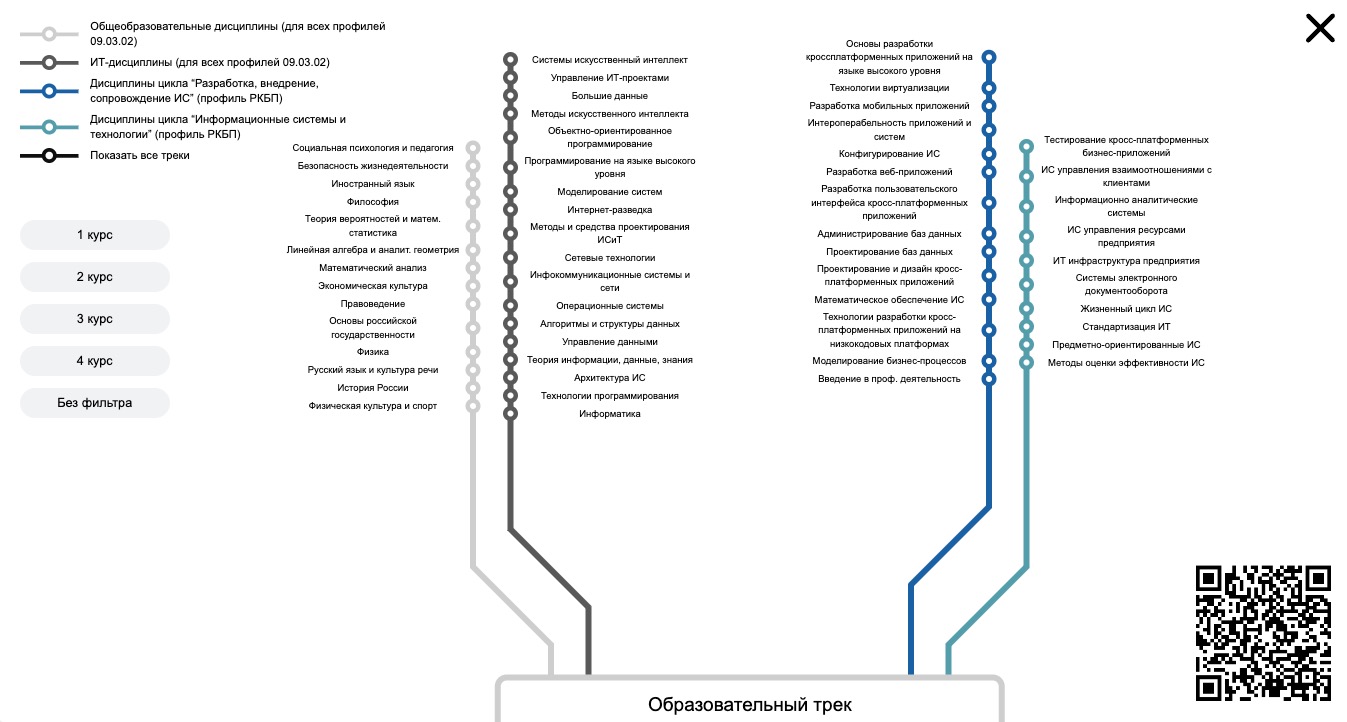 Общеобразовательные дисциплины (для всех профилей
09.03.02)
ИТ-дисциплины (для всех профилей 09.03.02)
Дисциплины цикла “Разработка, внедрение,
сопровождение ИС” (профиль РКБП)
Дисциплины цикла “Информационные системы и
технологии” (профиль РКБП)
Показать все треки
1 курс
2 курс
3 курс
4 курс
Без фильтра
Социальная психология и педагогия
Безопасность жизнедеятельности
Иностранный язык
Философия
Теория вероятностей и матем.
статистика
Линейная алгебра и аналит. геометрия
Математический анализ
Экономическая культура
Правоведение
Основы российской
государственности
Физика
Русский язык и культура речи
История России
Физическая культура и спорт
Системы искусственный интеллект
Управление ИТ-проектами
Большие данные
Методы искусственного интеллекта
Объектно-ориентированное
программирование
Программирование на языке высокого
уровня
Моделирование систем
Интернет-разведка
Методы и средства проектирования
ИСиТ
Сетевые технологии
Инфокоммуникационные системы и
сети
Операционные системы
Алгоритмы и структуры данных
Управление данными
Теория информации, данные, знания
Архитектура ИС
Технологии программирования
Информатика
Основы разработки
кроссплатформенных приложений на
языке высокого уровня
Технологии виртуализации
Разработка мобильных приложений
Интероперабельность приложений и
систем
Конфигурирование ИС
Разработка веб-приложений
Разработка пользовательского
интерфейса кросс-платформенных
приложений
Администрирование баз данных
Проектирование баз данных
Проектирование и дизайн кросс-
платформенных приложений
Математическое обеспечение ИС
Технологии разработки кросс-
платформенных приложений на
низкокодовых платформах
Моделирование бизнес-процессов
Введение в проф. деятельность
Тестирование кросс-платформенных
бизнес-приложений
ИС управления взаимоотношениями с
клиентами
Информационно аналитические
системы
ИС управления ресурсами
предприятия
ИТ инфраструктура предприятия
Системы электронного
документооборота
Жизненный цикл ИС
Стандартизация ИТ
Предметно-ориентированные ИС
Методы оценки эффективности ИС
Образовательный трек